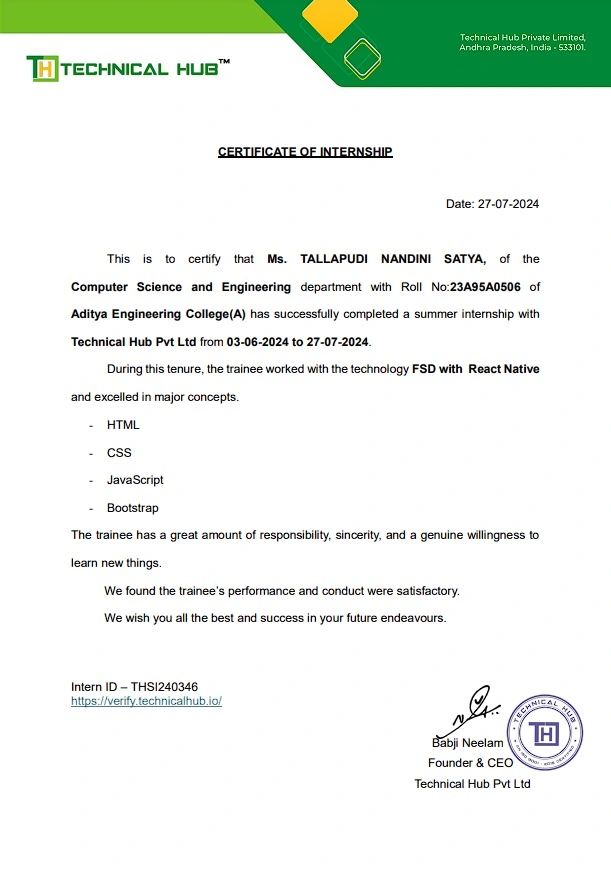 Technical Hub Private Limited,
Andhra Pradesh, India - 533101.
TH TECHNICAL HUB™
CERTIFICATE OF INTERNSHIP
Date: 27-07-2024
This is to certify that Ms. TALLAPUDI NANDINI SATYA, of the
Computer Science and Engineering department with Roll No:23A95A0506 of
Aditya Engineering College(A) has successfully completed a summer internship with
Technical Hub Pvt Ltd from 03-06-2024 to 27-07-2024.
During this tenure, the trainee worked with the technology FSD with React Native
and excelled in major concepts.
- HTML
- CSS
- JavaScript
- Bootstrap
The trainee has a great amount of responsibility, sincerity, and a genuine willingness to
learn new things.
We found the trainee’s performance and conduct were satisfactory.
We wish you all the best and success in your future endeavours.
Intern ID – THSI240346
https://verify.technicalhub.io/
Babji Neelam
Founder & CEO
Technical Hub Pvt Ltd
TECHNICAL HUB
TH